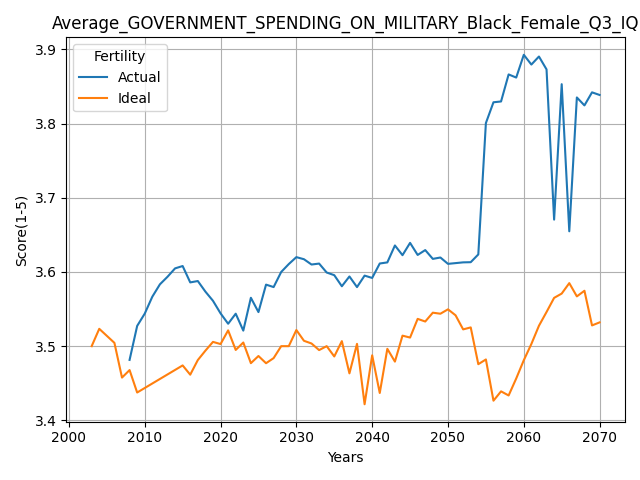 Average_GOVERNMENT_SPENDING_ON_MILITARY_Black_Female_Q3_IQ
Fertility
Actual
Ideal
Score(1-5)
3.9
3.8
3.7
3.6
3.5
3.4
2000 2010 2020 2030 2040 2050 2060 2070
Years